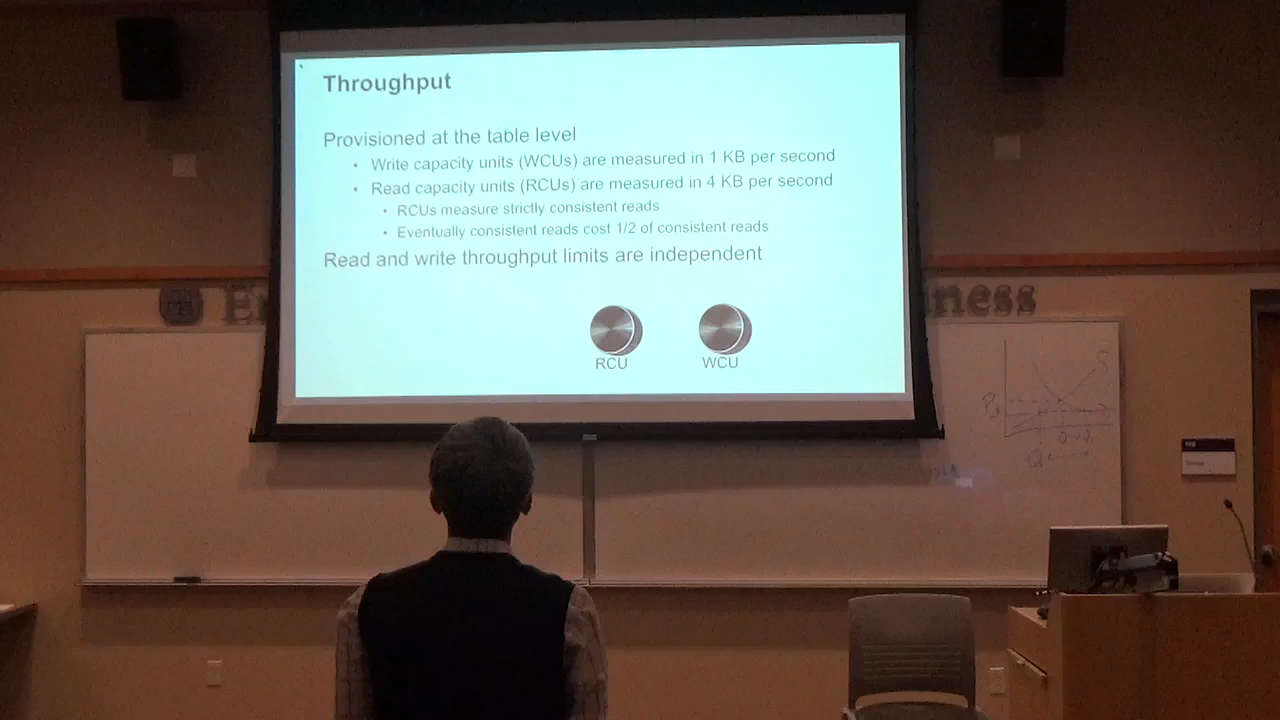 Throughput
Provisioned at the table level
• Write capacity units (WCUs) are measured in 1 KB per second
• Read capacity units (RCUs) are measured in 4 KB per second
• RCUs measure strictly consistent reads
• Eventually consistent reads cost 1/2 of consistent reads
Read and write throughput limits are independent
RCU
WCU